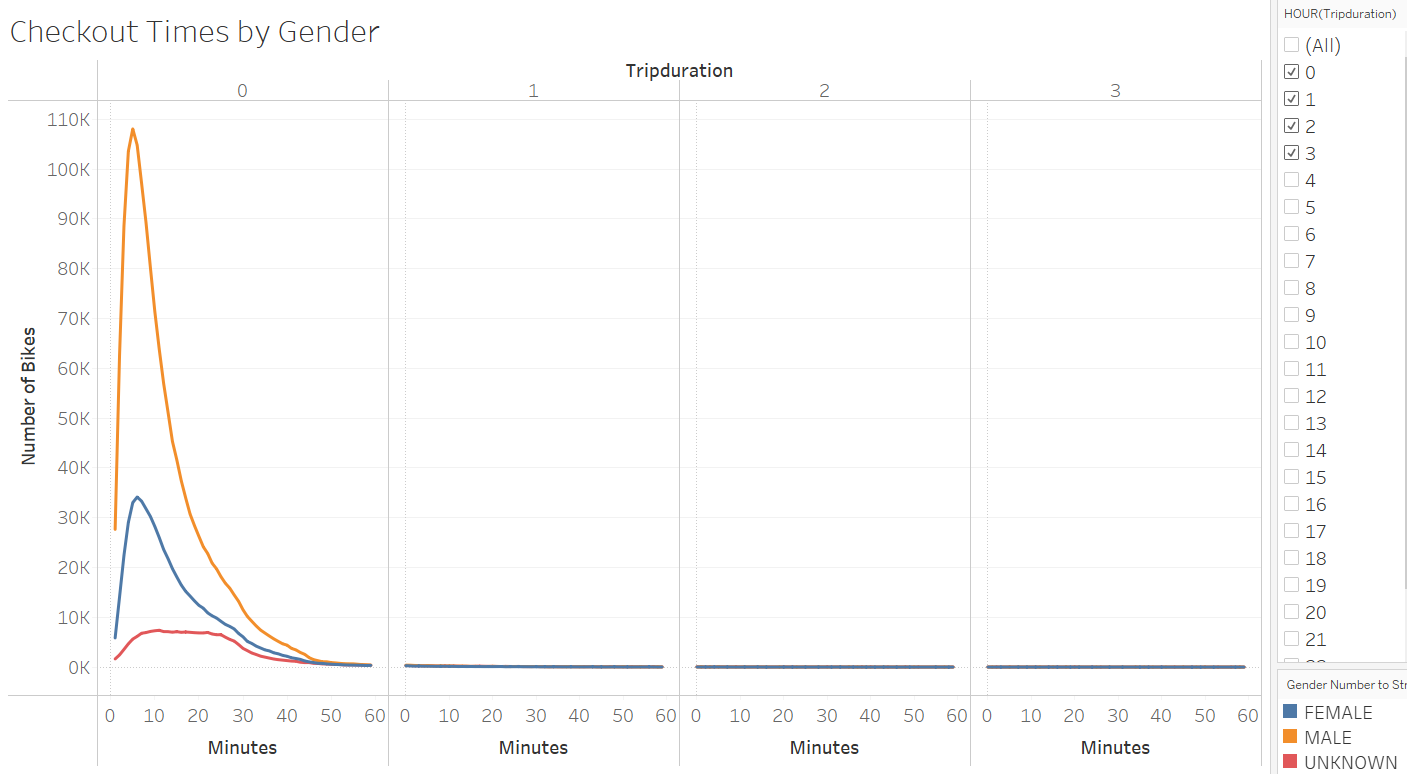 Checkout Times by Gender
Tripduration
0 1 2 3
110K
100K
90K
80K
70K
60K
50K
40K
30K
20K
10K
0K
Number of Bikes
0 10 20 30 40 50 60 0 10 20 30 40 50 60 0 10 20 30 40 50 60 0 10 20 30 40 50 60
Minutes Minutes Minutes Minutes
HOUR(Tripduration)
(All)
0
1
2
3
4
5
6
7
8
9
10
11
12
13
14
15
16
17
18
19
20
21
Gender Number to Str
FEMALE
MALE
UNKNOWN